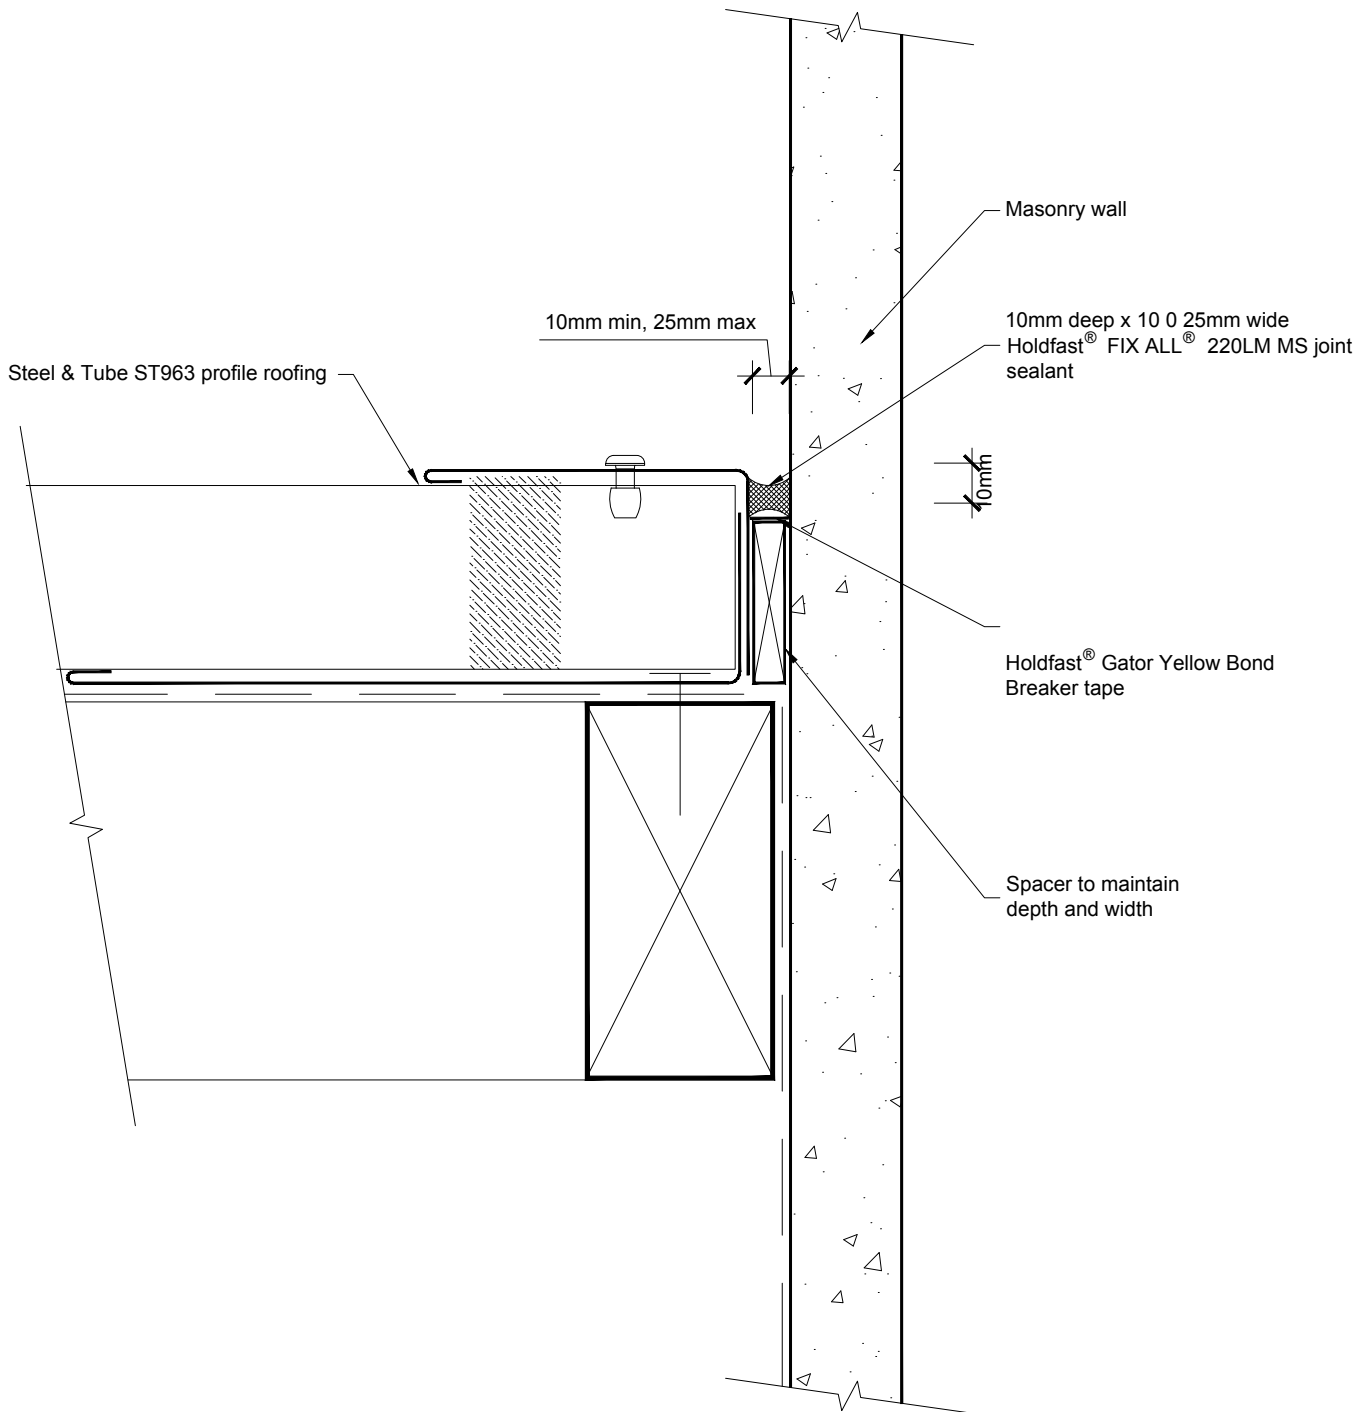 Masonry wall
10mm min, 25mm max
10mm deep x 10 0 25mm wide
Holdfast® FIX ALL® 220LM MS joint
sealant
Steel & Tube ST963 profile roofing
10mm
Holdfast® Gator Yellow Bond
Breaker tape
Spacer to maintain
depth and width